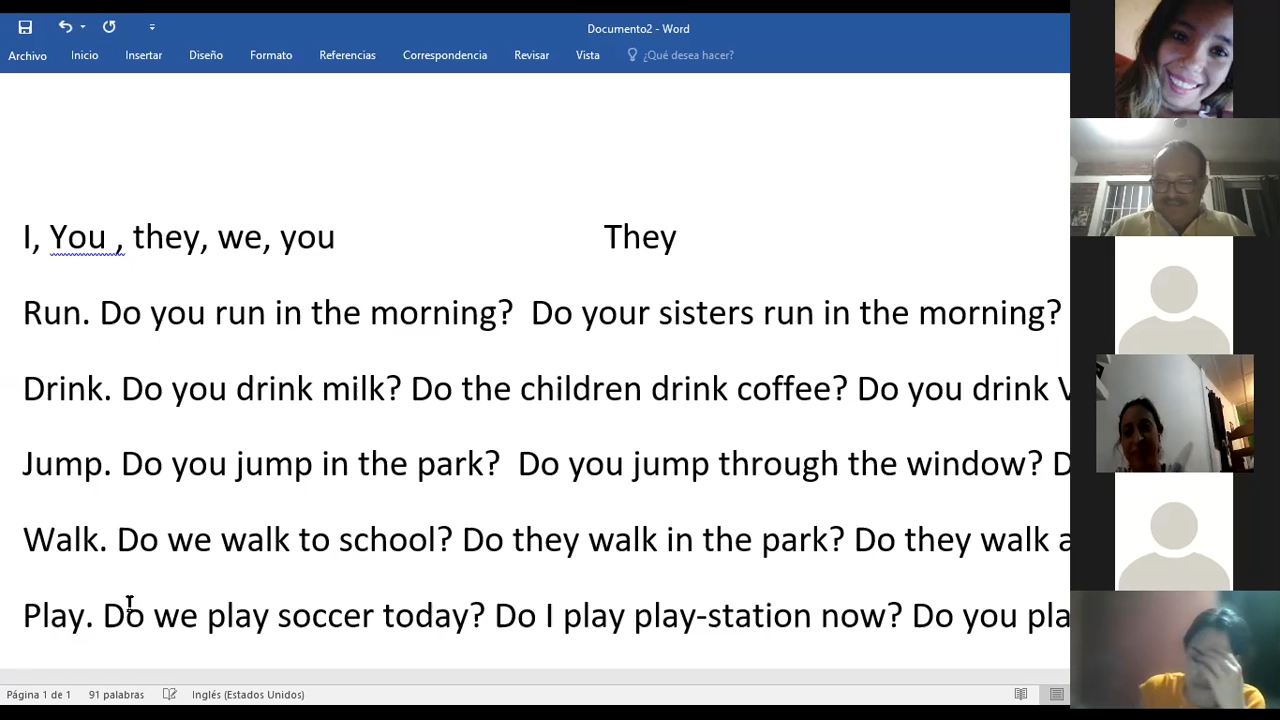 Documento2 - Word
Archivo Inicio Insertar Diseño Formato Referencias Correspondencia Revisar Vista ¿Qué desea hacer?
I, You , they, we, you They
Run. Do you run in the morning? Do your sisters run in the morning?
Drink. Do you drink milk? Do the children drink coffee? Do you drink
Jump. Do you jump in the park? Do you jump through the window?
Walk. Do we walk to school? Do they walk in the park? Do they walk
Play. Do we play soccer today? Do I play play-station now? Do you
Página 1 de 1 91 palabras Inglés (Estados Unidos)